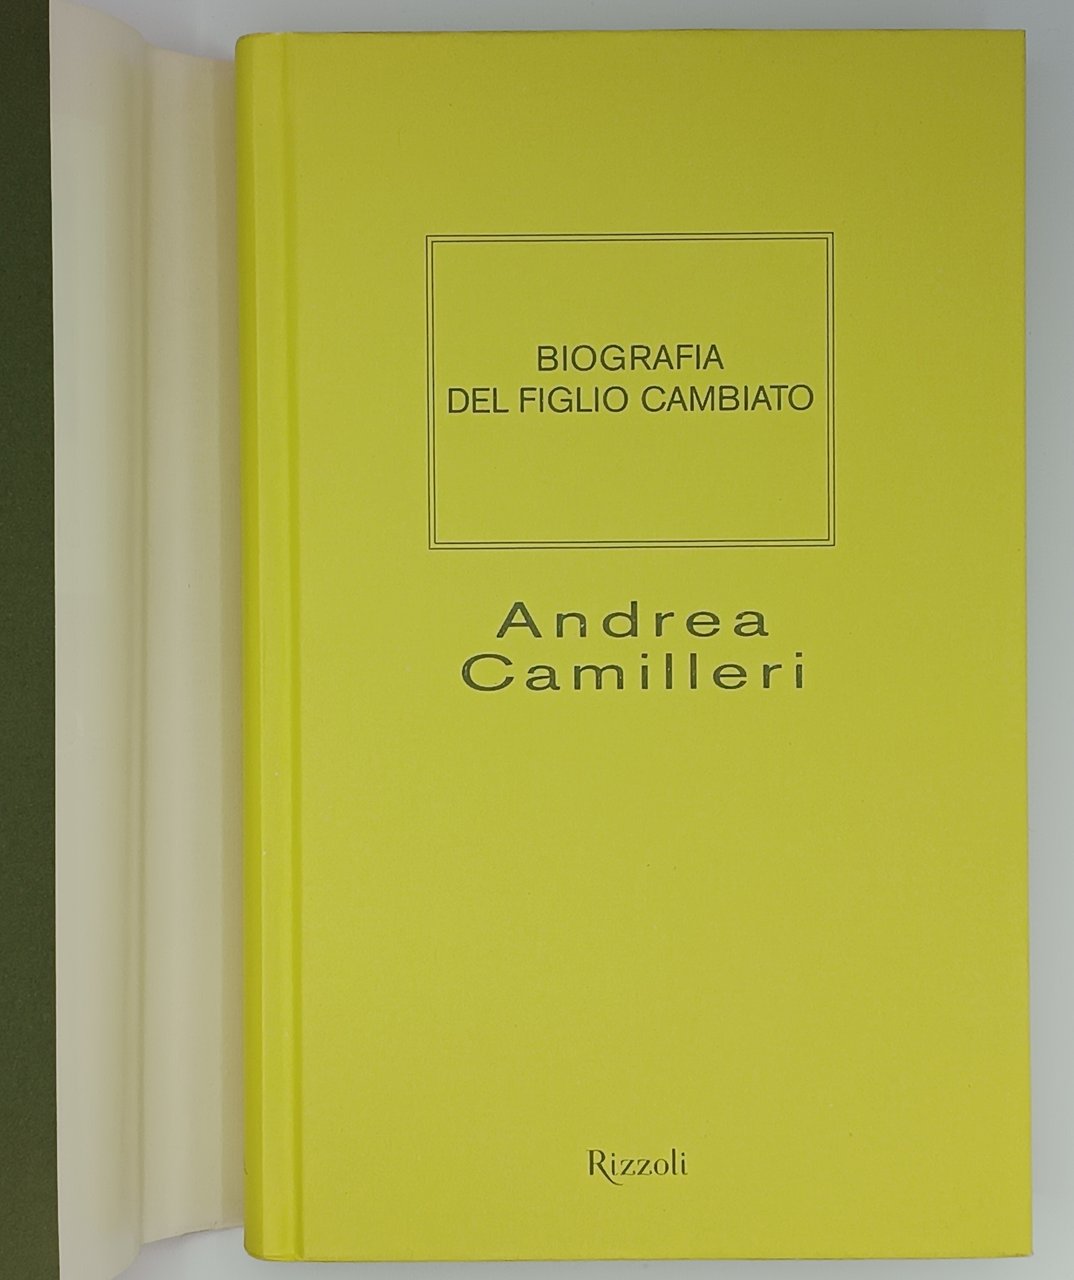 BIOGRAFIA
DEL FIGLIO CAMBIATO
Andrea
Camilleri
Rizzoli